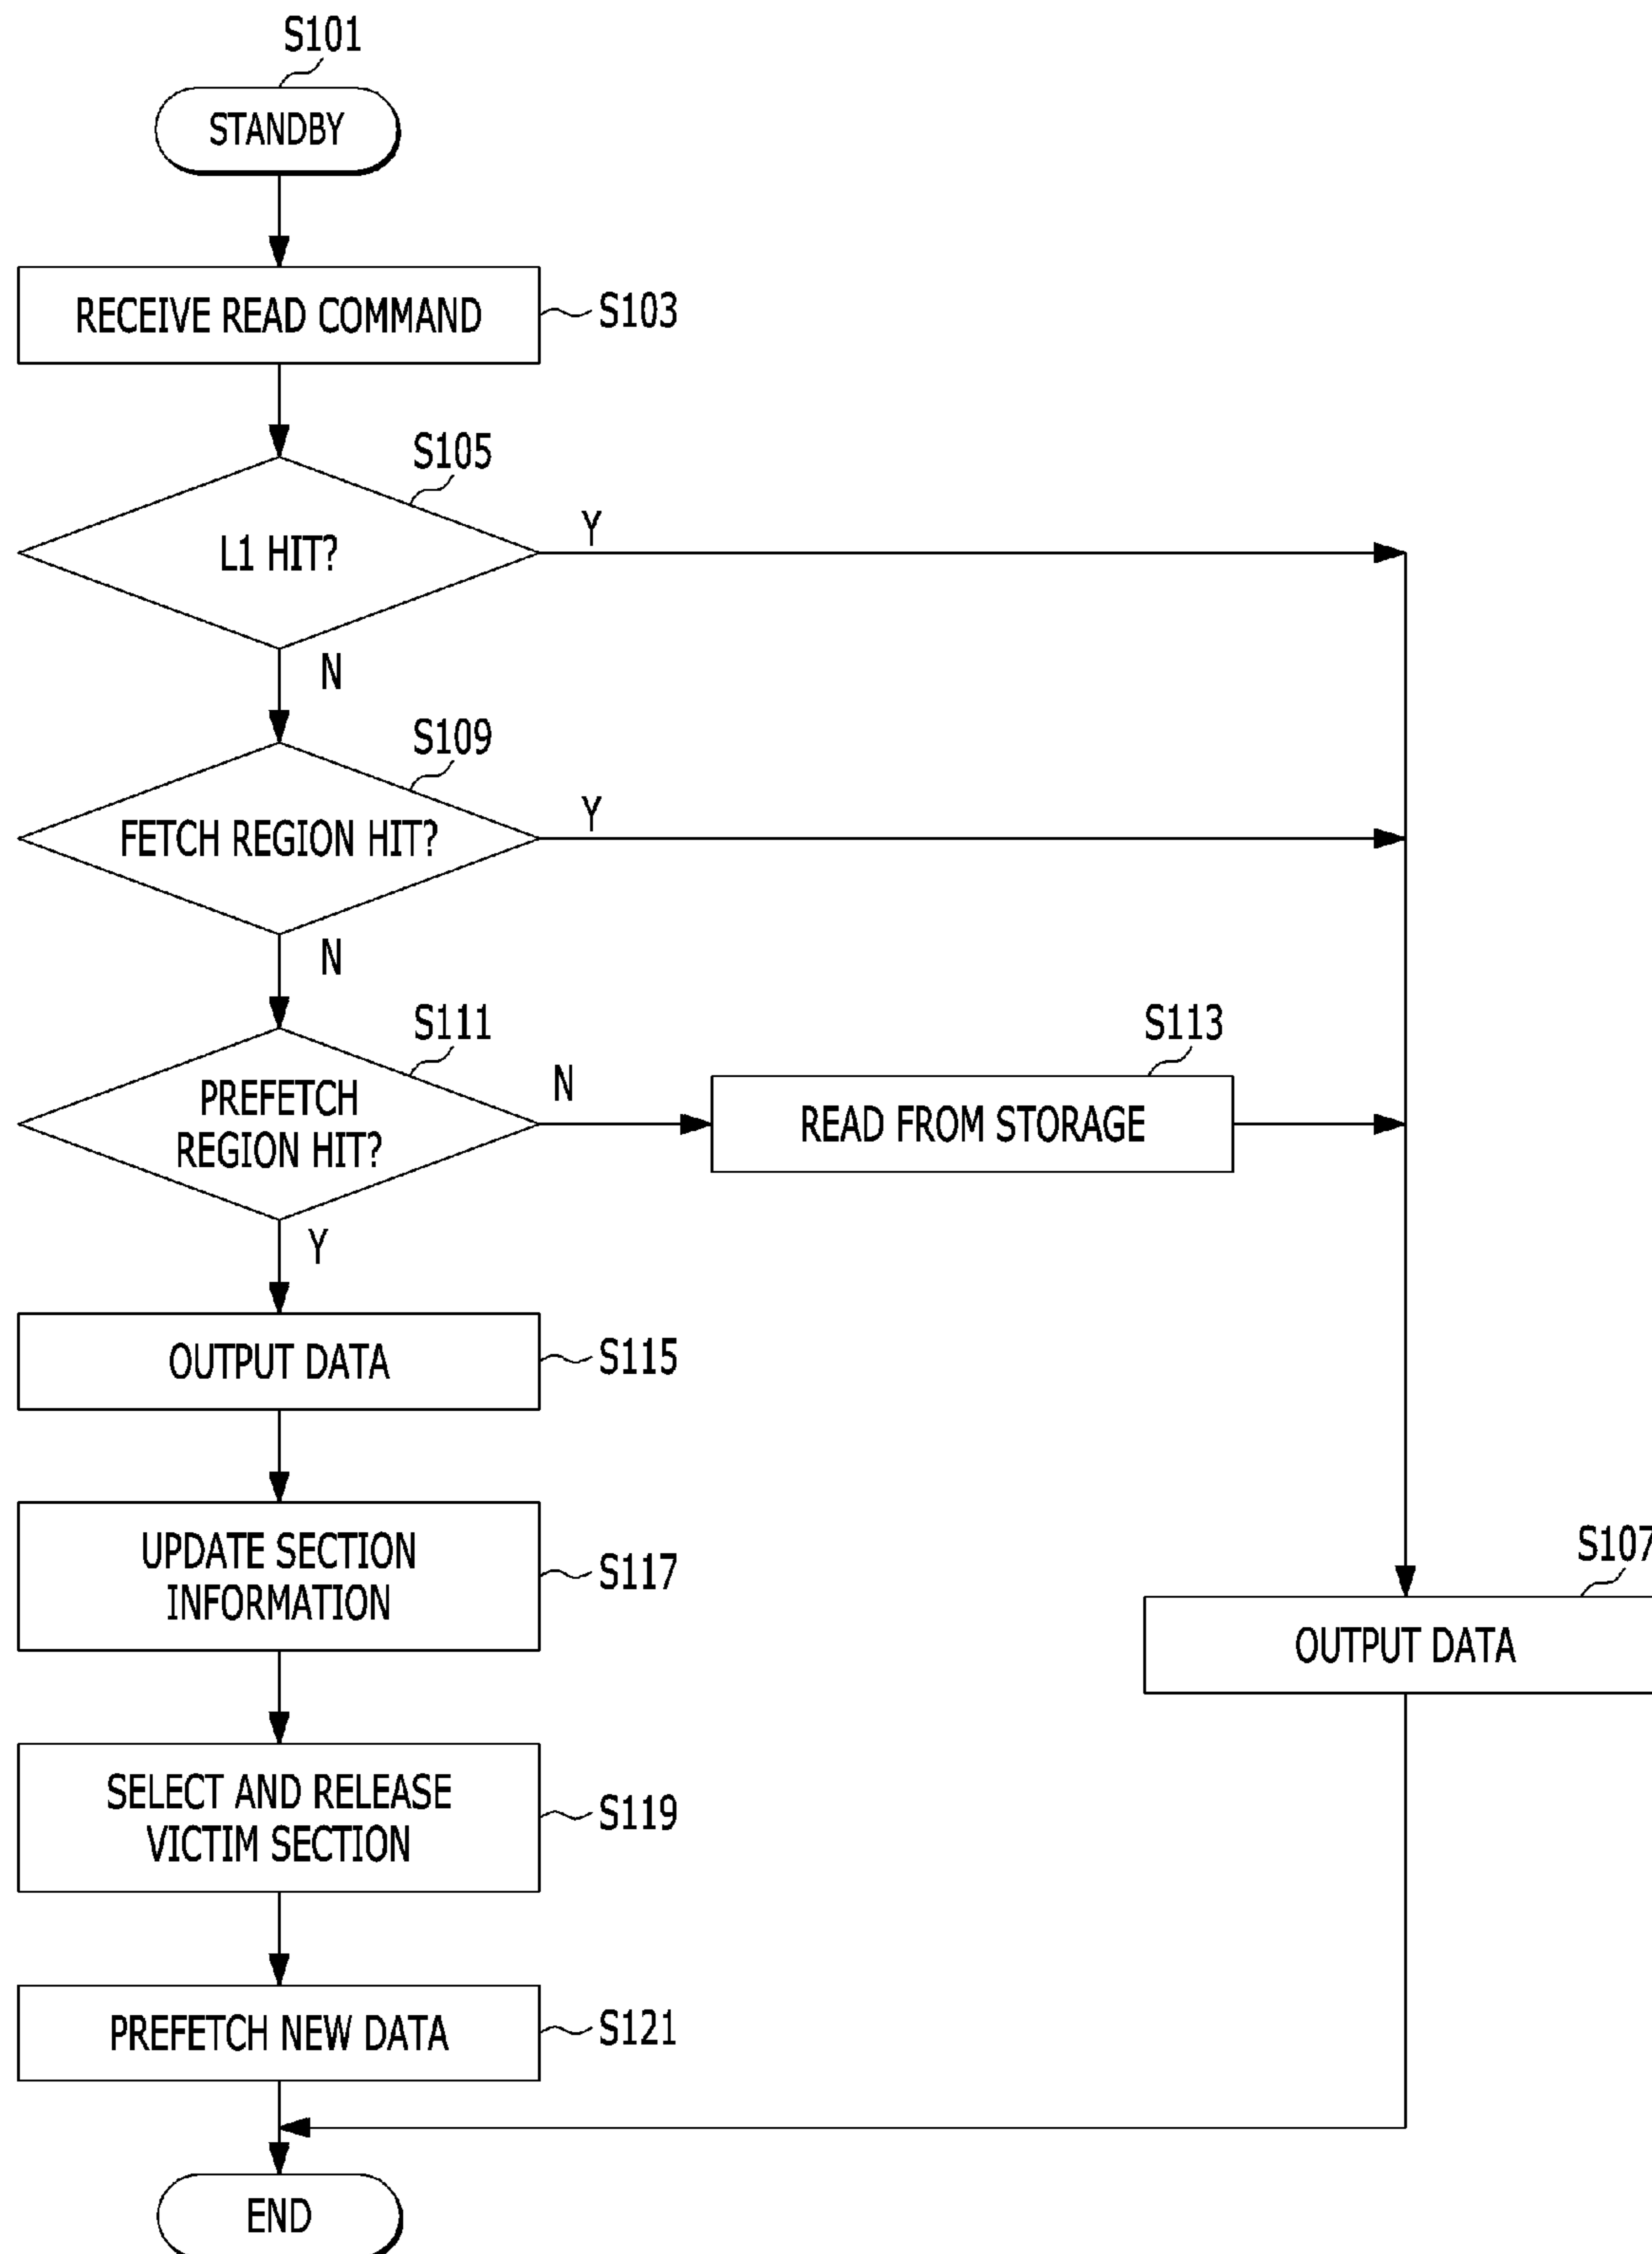 S101
STANDBY
RECEIVE READ COMMAND
S103
S105
L1 HIT?
Y
N
S109
FETCH REGION HIT?
Y
N
S111
PREFETCH
REGION HIT?
N
S113
READ FROM STORAGE
Y
OUTPUT DATA
S115
UPDATE SECTION
INFORMATION
S117
S107
OUTPUT DATA
SELECT AND RELEASE
VICTIM SECTION
S119
PREFETCH NEW DATA
S121
END